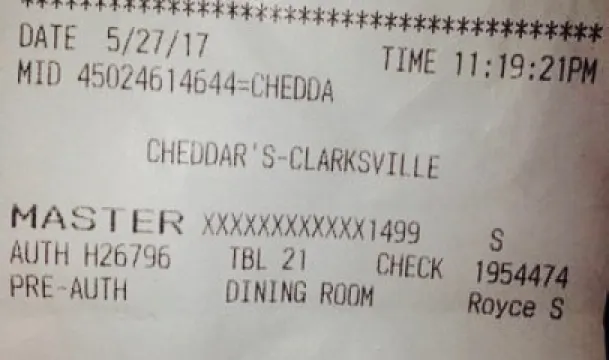 ****************************************
DATE 5/27/17 TIME 11:19:21PM
MID 45024614644=CHEDDA
CHEDDAR'S-CLARKSVILLE
MASTER XXXXXXXXXXXX1499 S
AUTH H26796 TBL 21 CHECK 1954474
PRE-AUTH DINING ROOM Royce S